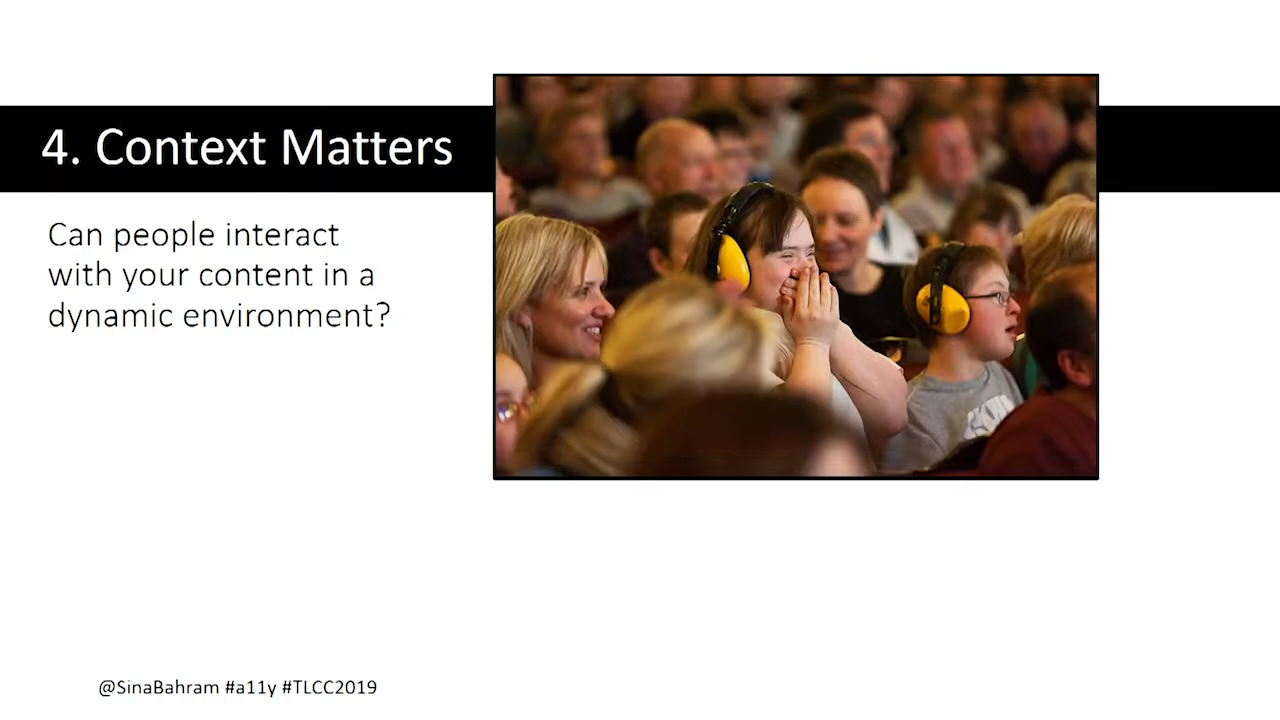 4. Context Matters
Can people interact
with your content in a
dynamic environment?
@SinaBahram #a11y #TLCC2019